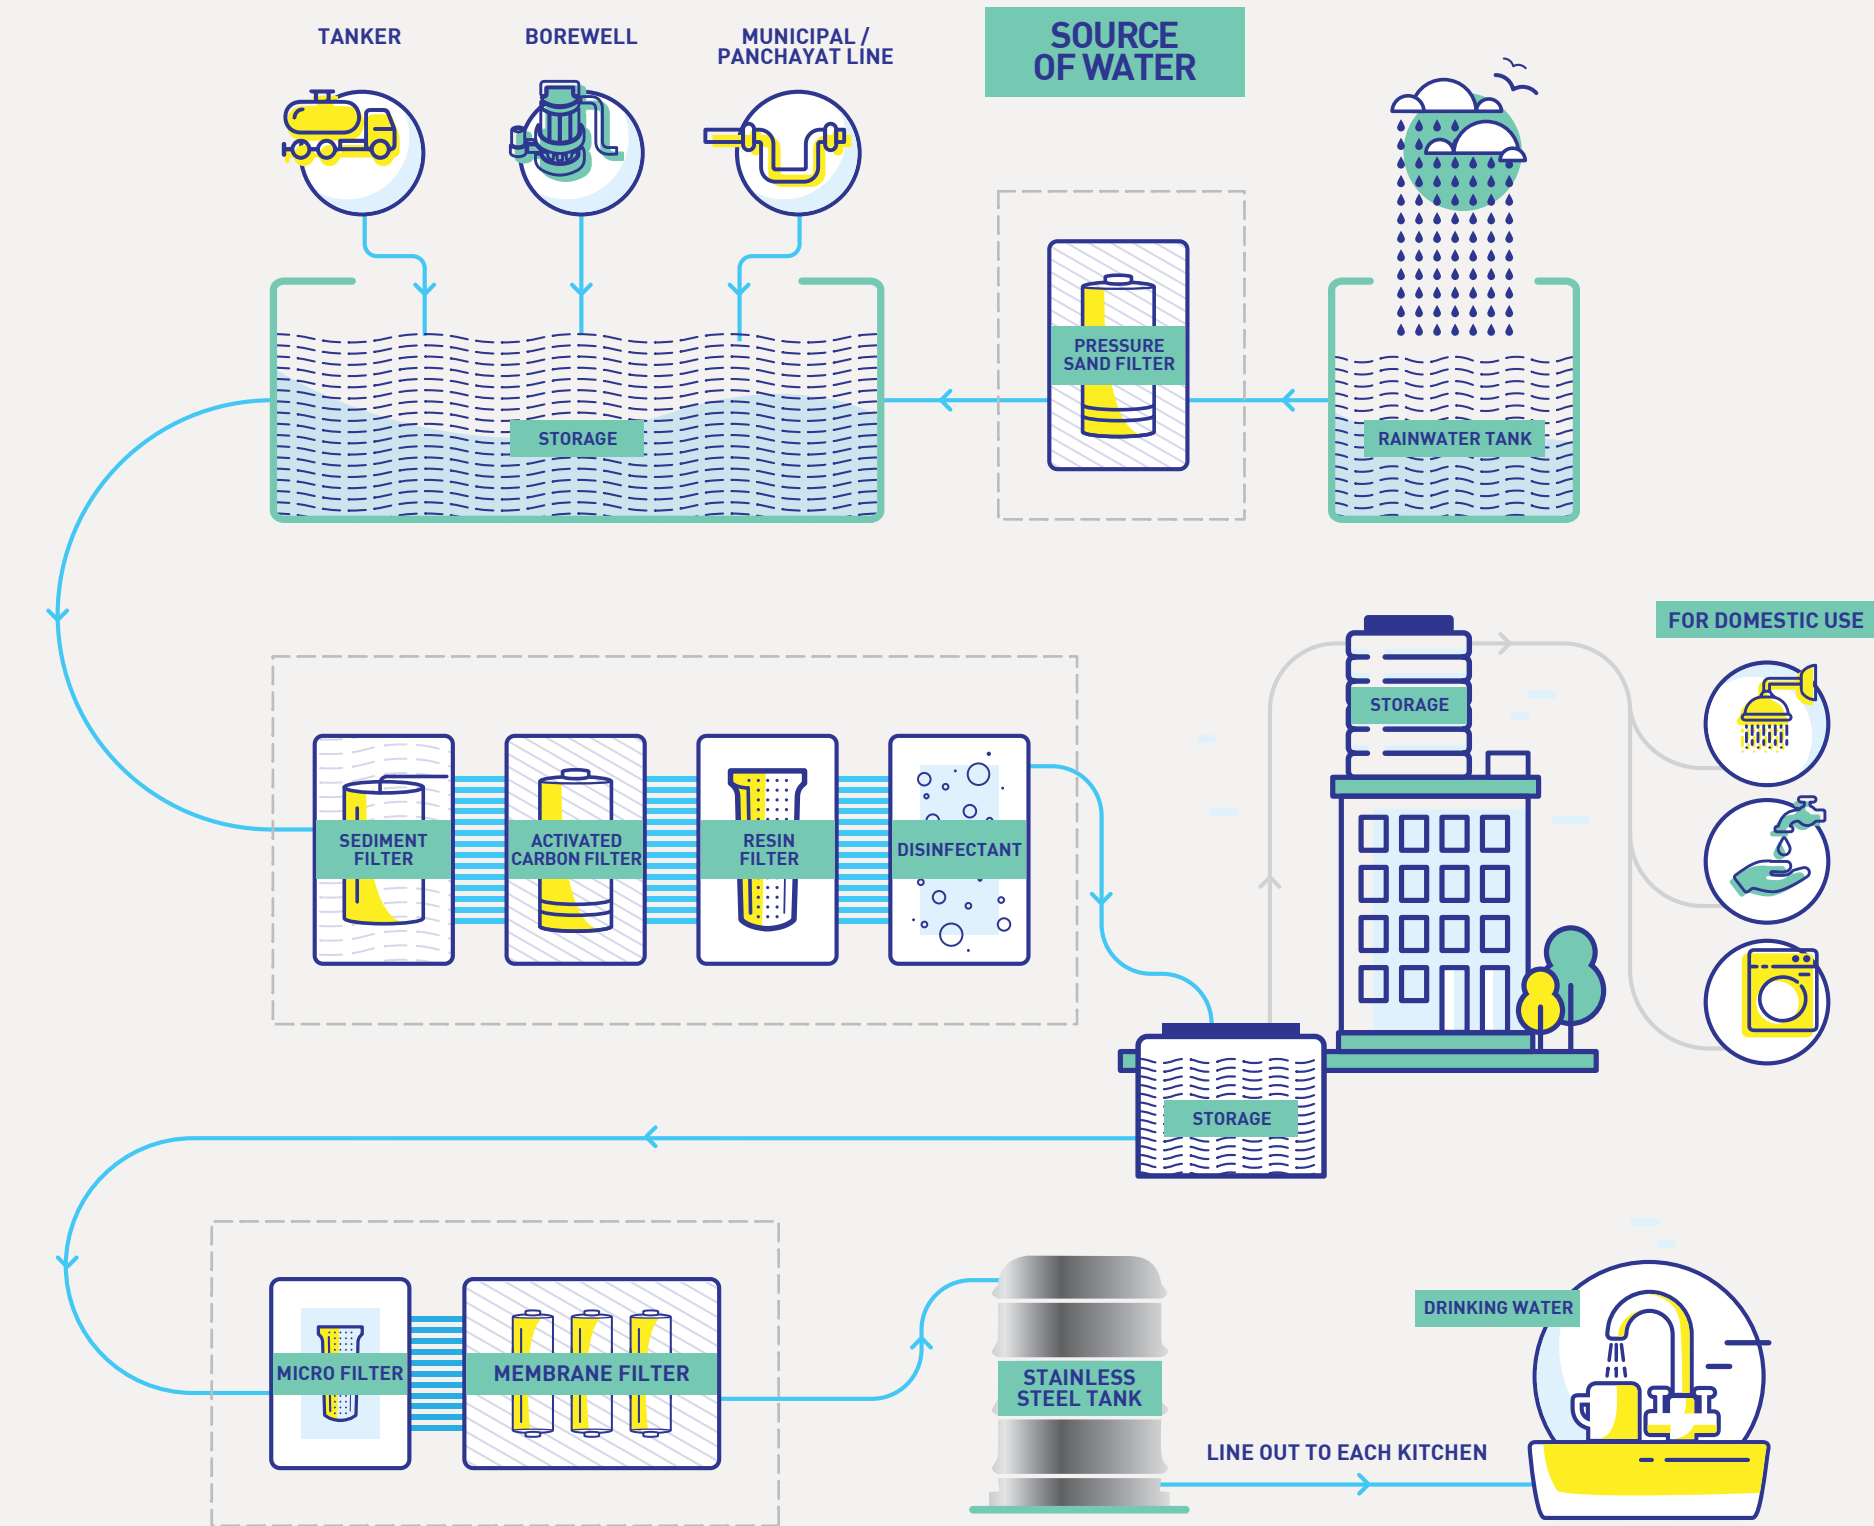 TANKER
BOREWELL
MUNICIPAL /
PANCHAYAT LINE
SOURCE
OF WATER
PRESSURE
SAND FILTER
STORAGE
RAINWATER TANK
FOR DOMESTIC USE
STORAGE
SEDIMENT
FILTER
ACTIVATED
CARBON FILTER
RESIN
FILTER
DISINFECTANT
STORAGE
MICRO FILTER
MEMBRANE FILTER
STAINLESS
STEEL TANK
DRINKING WATER
LINE OUT TO EACH KITCHEN